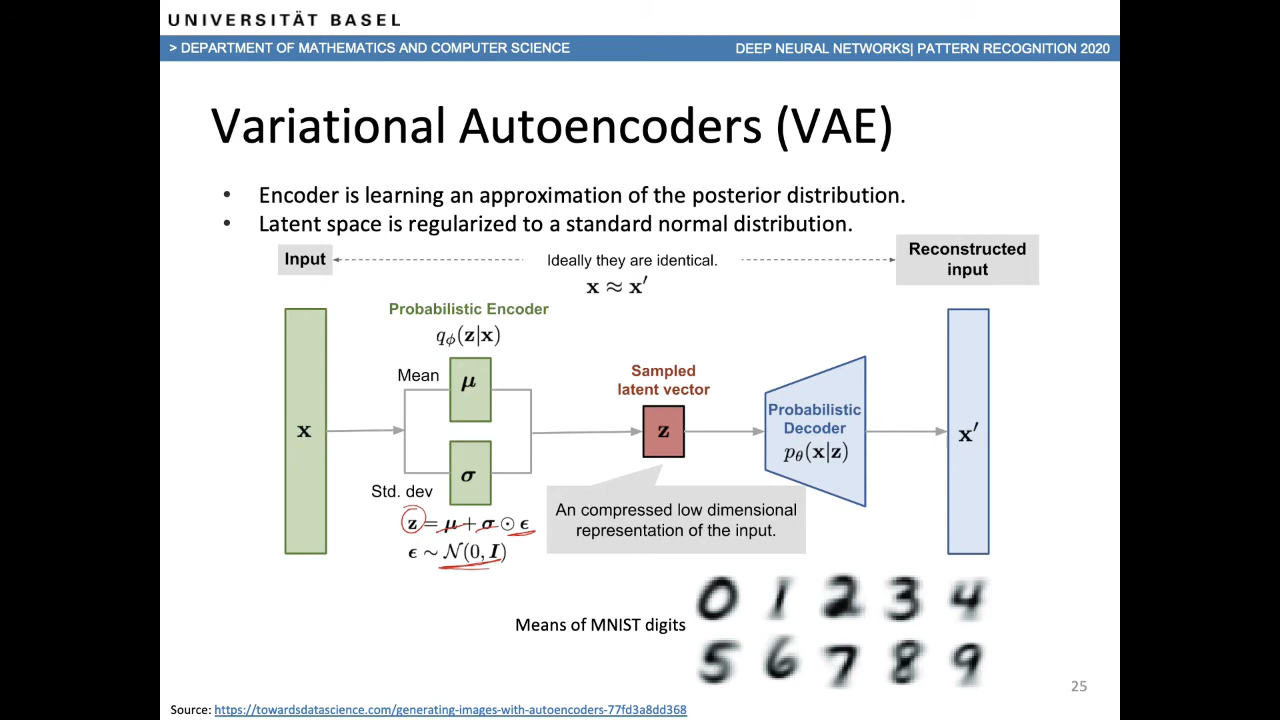 UNIVERSITÄT BASEL
> DEPARTMENT OF MATHEMATICS AND COMPUTER SCIENCE
DEEP NEURAL NETWORKS| PATTERN RECOGNITION 2020
Variational Autoencoders (VAE)
• Encoder is learning an approximation of the posterior distribution.
• Latent space is regularized to a standard normal distribution.
Input
Ideally they are identical.
x ≈ x′
Reconstructed
input
Probabilistic Encoder
qϕ(z|x)
Mean
μ
Sampled
latent vector
x
z
Probabilistic
Decoder
pθ(x|z)
x′
σ
Std. dev
z = μ + σ ⊙ ϵ
ϵ ∼ N(0, I)
An compressed low dimensional
representation of the input.
Means of MNIST digits
0 1 2 3 4
5 6 7 8 9
25
Source: https://towardsdatascience.com/generating-images-with-autoencoders-77fd3a8dd368